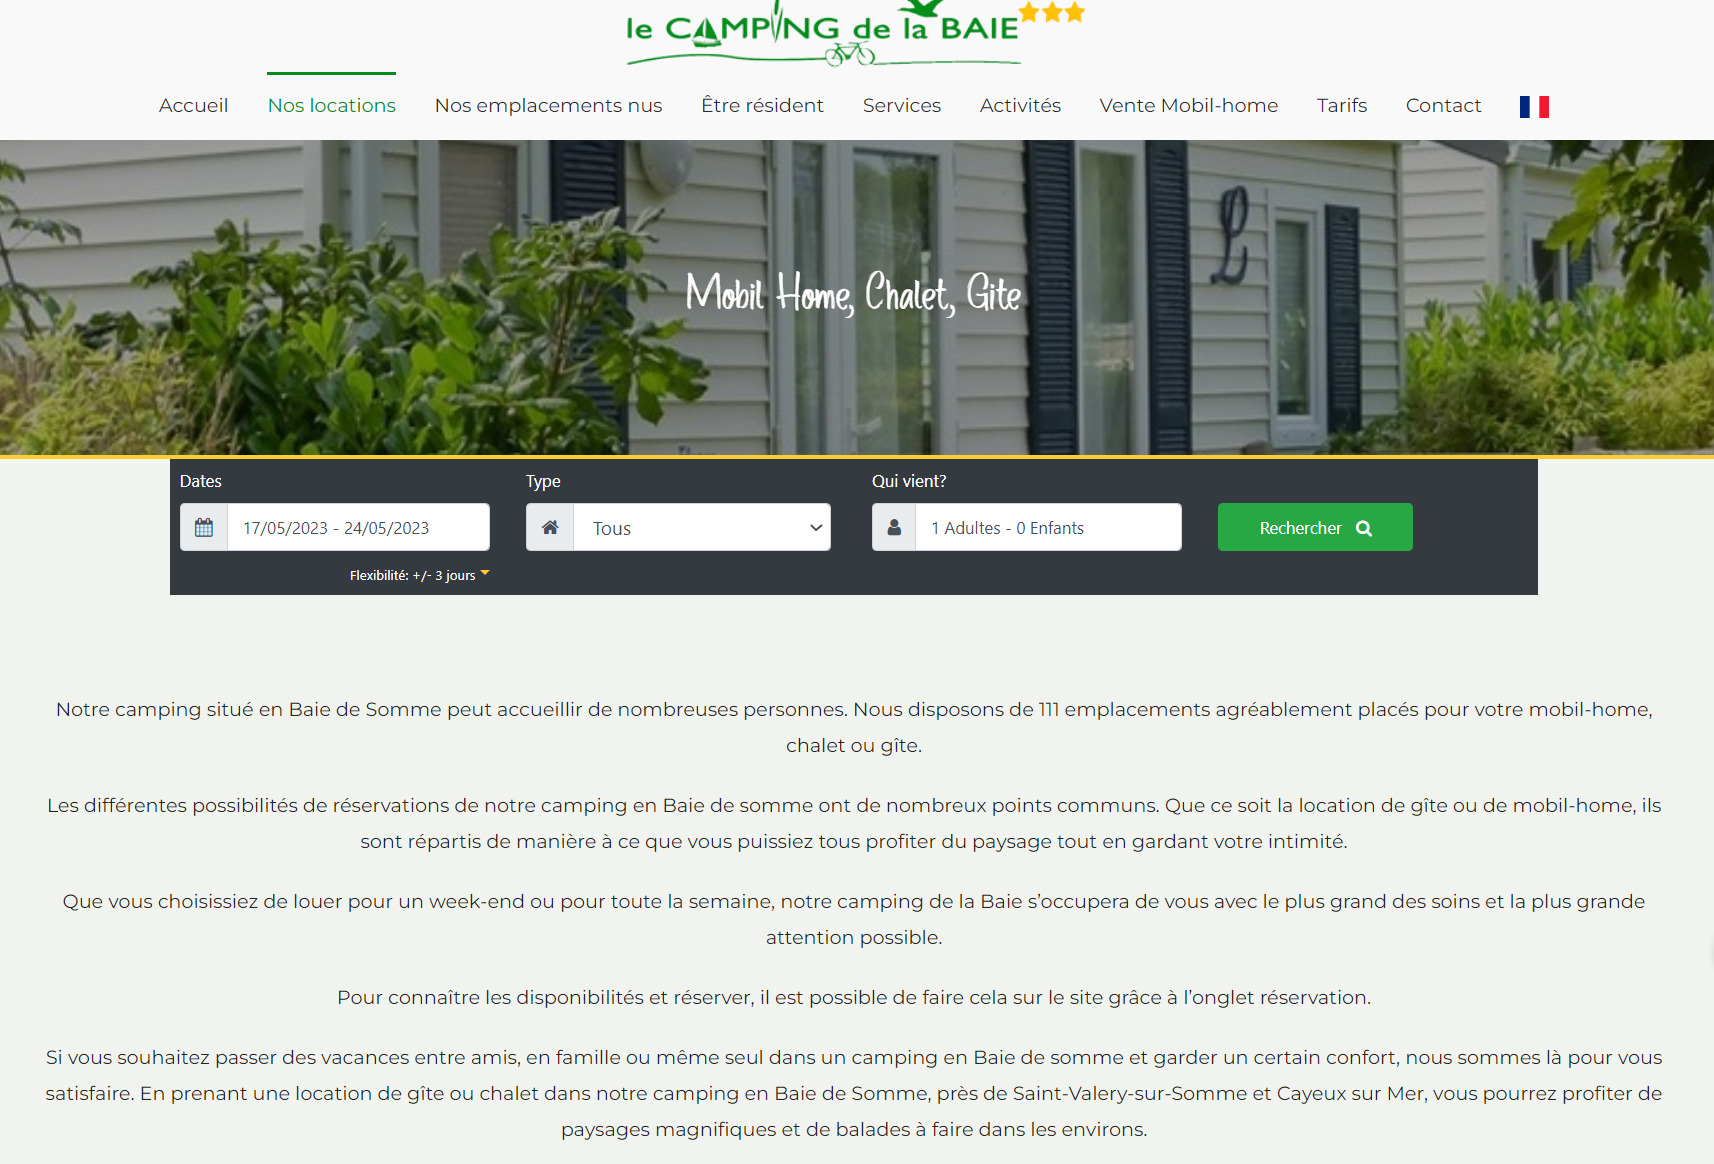 le CAMPING de la BAIE
Accueil Nos locations Nos emplacements nus Être résident Services Activités Vente Mobil-home Tarifs Contact
L
Mobil Home, Chalet, Gite
Dates Type Qui vient?
17/05/2023 - 24/05/2023 Tous 1 Adultes - 0 Enfants Rechercher
Flexibilité: +/- 3 jours
Notre camping situé en Baie de Somme peut accueillir de nombreuses personnes. Nous disposons de 111 emplacements agréablement placés pour votre mobil-home,
chalet ou gîte.
Les différentes possibilités de réservations de notre camping en Baie de somme ont de nombreux points communs. Que ce soit la location de gîte ou de mobil-home, ils
sont répartis de manière à ce que vous puissiez tous profiter du paysage tout en gardant votre intimité.
Que vous choisissiez de louer pour un week-end ou pour toute la semaine, notre camping de la Baie s’occupera de vous avec le plus grand des soins et la plus grande
attention possible.
Pour connaître les disponibilités et réserver, il est possible de faire cela sur le site grâce à l’onglet réservation.
Si vous souhaitez passer des vacances entre amis, en famille ou même seul dans un camping en Baie de somme et garder un certain confort, nous sommes là pour vous
satisfaire. En prenant une location de gîte ou chalet dans notre camping en Baie de Somme, près de Saint-Valery-sur-Somme et Cayeux sur Mer, vous pourrez profiter de
paysages magnifiques et de balades à faire dans les environs.